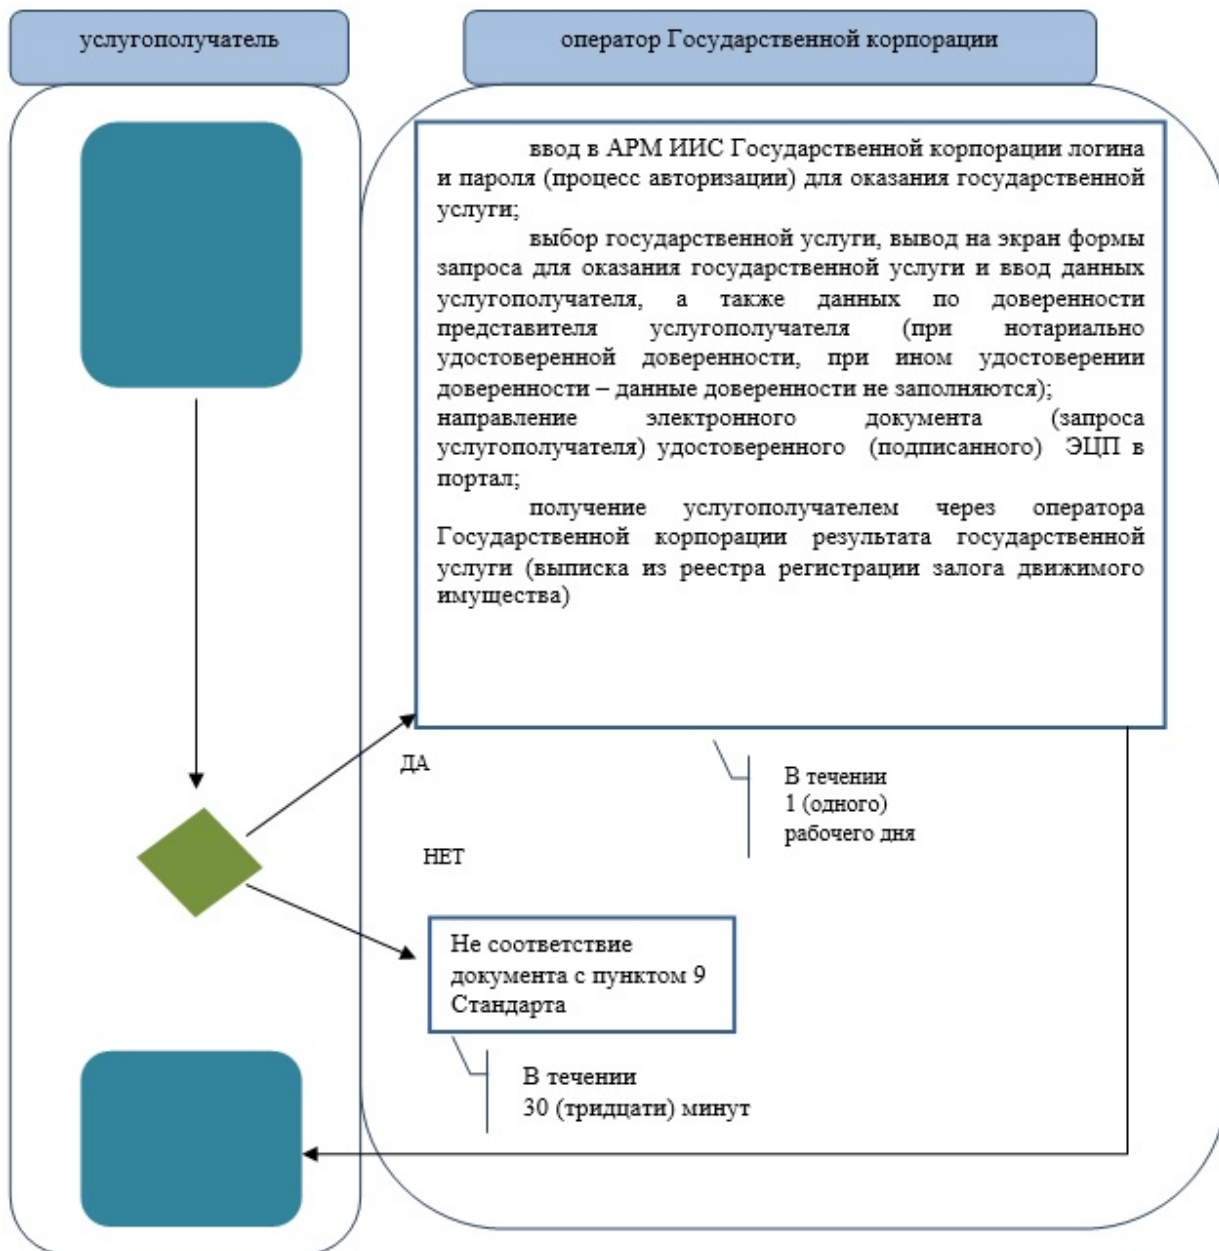 услугополучатель
оператор Государственной корпорации
ввод в АРМ ИИС Государственной корпорации логина
и пароля (процесс авторизации) для оказания государственной
услуги;
выбор государственной услуги, вывод на экран формы
запроса для оказания государственной услуги и ввод данных
услугополучателя, а также данных по доверенности
представителя услугополучателя (при нотариально
удостоверенной доверенности, при ином удостоверении
доверенности – данные доверенности не заполняются);
направление электронного документа (запроса
услугополучателя) удостоверенного (подписанного) ЭЦП в
портал;
получение услугополучателем через оператора
Государственной корпорации результата государственной
услуги (выписка из реестра регистрации залога движимого
имущества)
ДА
В течении
1 (одного)
рабочего дня
НЕТ
Не соответствие
документа с пунктом 9
Стандарта
В течении
30 (тридцати) минут